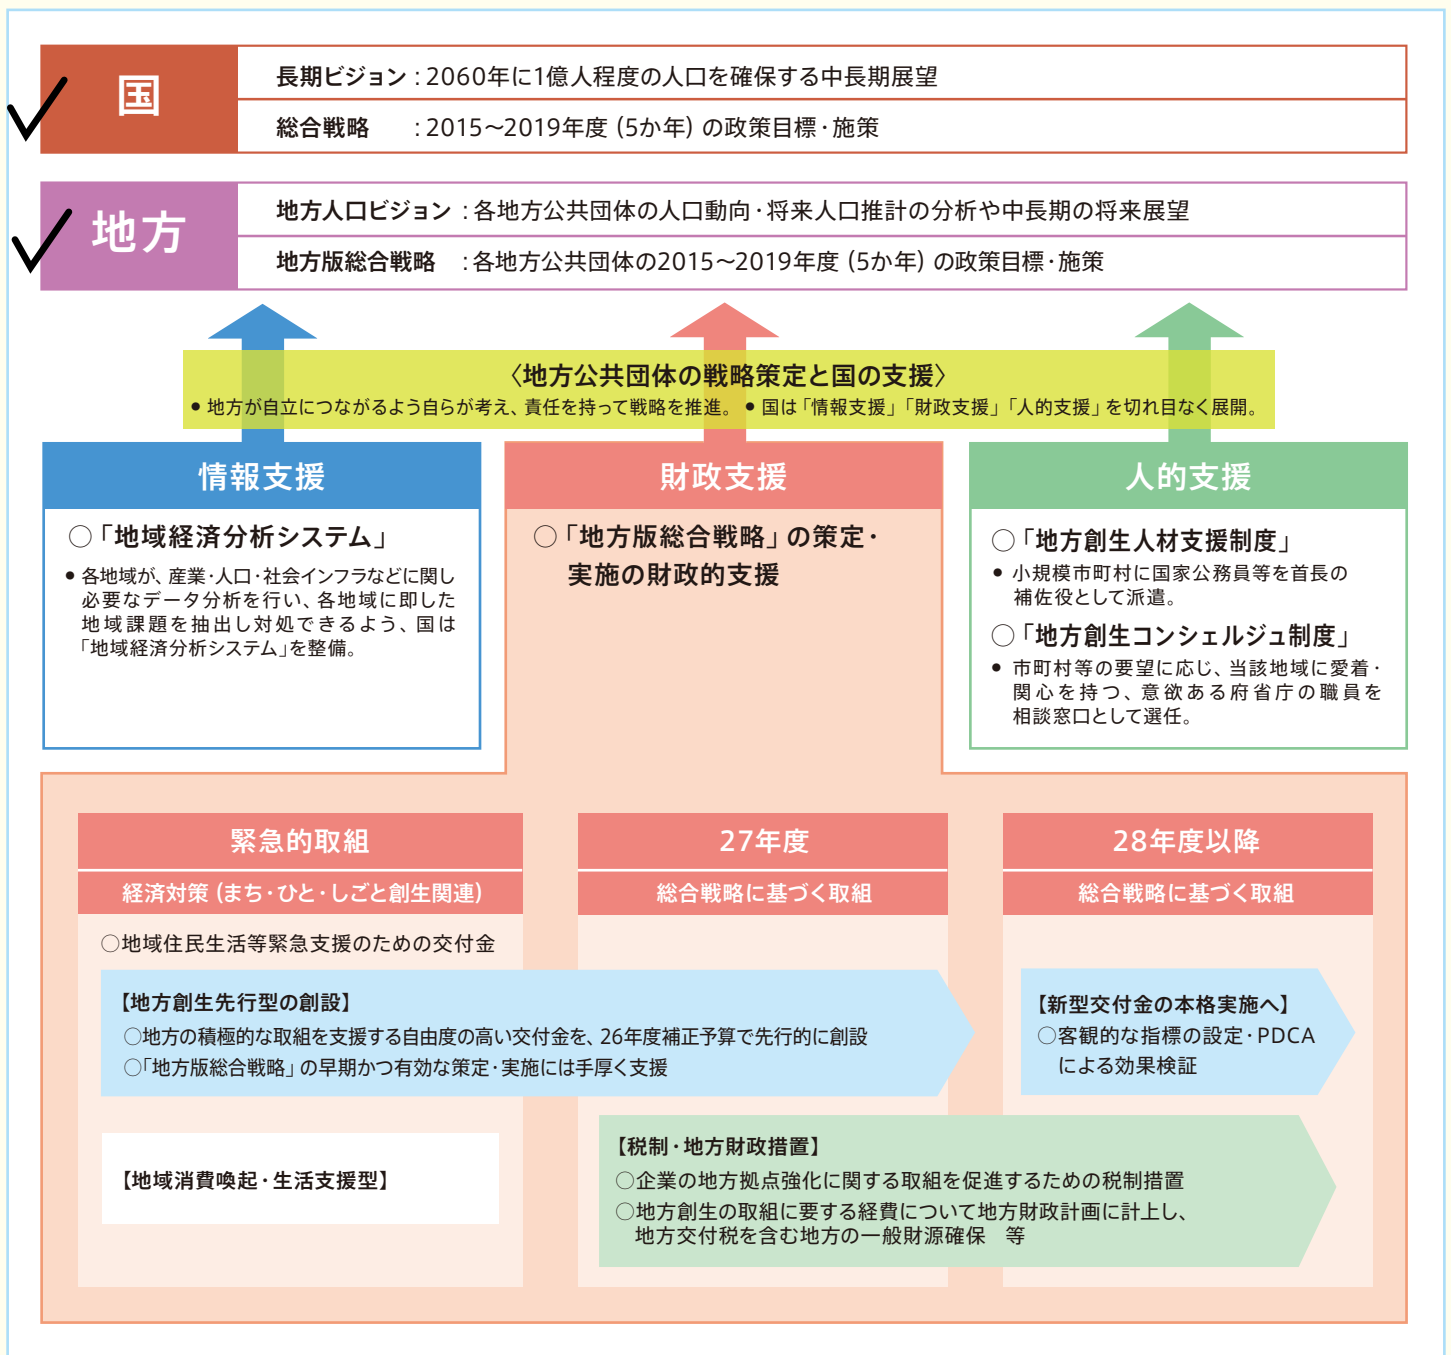 国
長期ビジョン：2060年に1億人程度の人口を確保する中長期展望
総合戦略　　：2015〜2019年度（5か年）の政策目標・施策
地方
地方人口ビジョン：各地方公共団体の人口動向・将来人口推計の分析や中長期の将来展望
地方版総合戦略　：各地方公共団体の2015〜2019年度（5か年）の政策目標・施策
〈地方公共団体の戦略策定と国の支援〉
● 地方が自立につながるよう自らが考え、責任を持って戦略を推進。 ● 国は「情報支援」「財政支援」「人的支援」を切れ目なく展開。
情報支援
○「地域経済分析システム」
● 各地域が、産業・人口・社会インフラなどに関し
必要なデータ分析を行い、各地域に即した
地域課題を抽出し対処できるよう、国は
「地域経済分析システム」を整備。
財政支援
○「地方版総合戦略」の策定・
実施の財政的支援
人的支援
○「地方創生人材支援制度」
● 小規模市町村に国家公務員等を首長の
補佐役として派遣。
○「地方創生コンシェルジュ制度」
● 市町村等の要望に応じ、当該地域に愛着・
関心を持つ、意欲ある府省庁の職員を
相談窓口として選任。
緊急的取組
経済対策（まち・ひと・しごと創生関連）
○地域住民生活等緊急支援のための交付金
27年度
総合戦略に基づく取組
28年度以降
総合戦略に基づく取組
【地方創生先行型の創設】
○地方の積極的な取組を支援する自由度の高い交付金を、26年度補正予算で先行的に創設
○「地方版総合戦略」の早期かつ有効な策定・実施には手厚く支援
【新型交付金の本格実施へ】
○客観的な指標の設定・PDCA
による効果検証
【地域消費喚起・生活支援型】
【税制・地方財政措置】
○企業の地方拠点強化に関する取組を促進するための税制措置
○地方創生の取組に要する経費について地方財政計画に計上し、
地方交付税を含む地方の一般財源確保　等